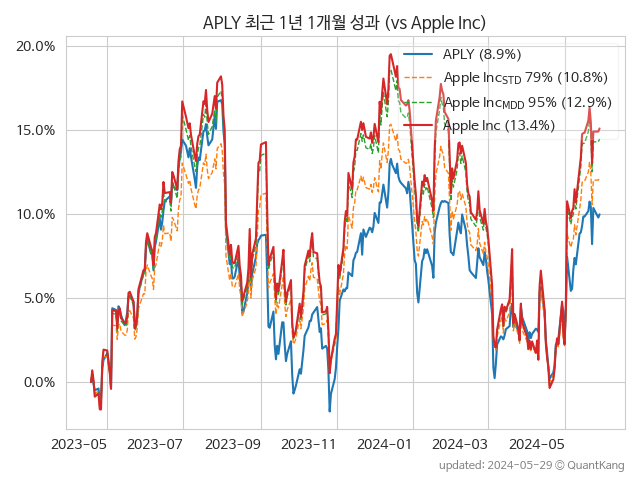 APLY 최근 1년 1개월 성과 (vs Apple Inc)
20.0%
15.0%
10.0%
5.0%
0.0%
APLY (8.9%)
Apple Inc_STD 79% (10.8%)
Apple Inc_MDD 95% (12.9%)
Apple Inc (13.4%)
2023-05 2023-07 2023-09 2023-11 2024-01 2024-03 2024-05
updated: 2024-05-29 © QuantKang